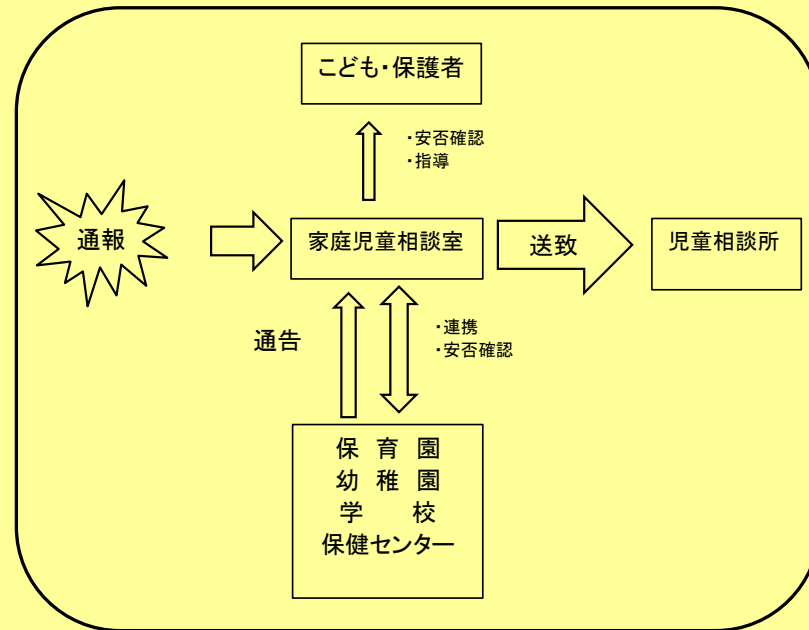 こども・保護者
・安否確認
・指導
通報
家庭児童相談室
送致
児童相談所
通告
・連携
・安否確認
保 育 園
幼 稚 園
学 校
保健センター